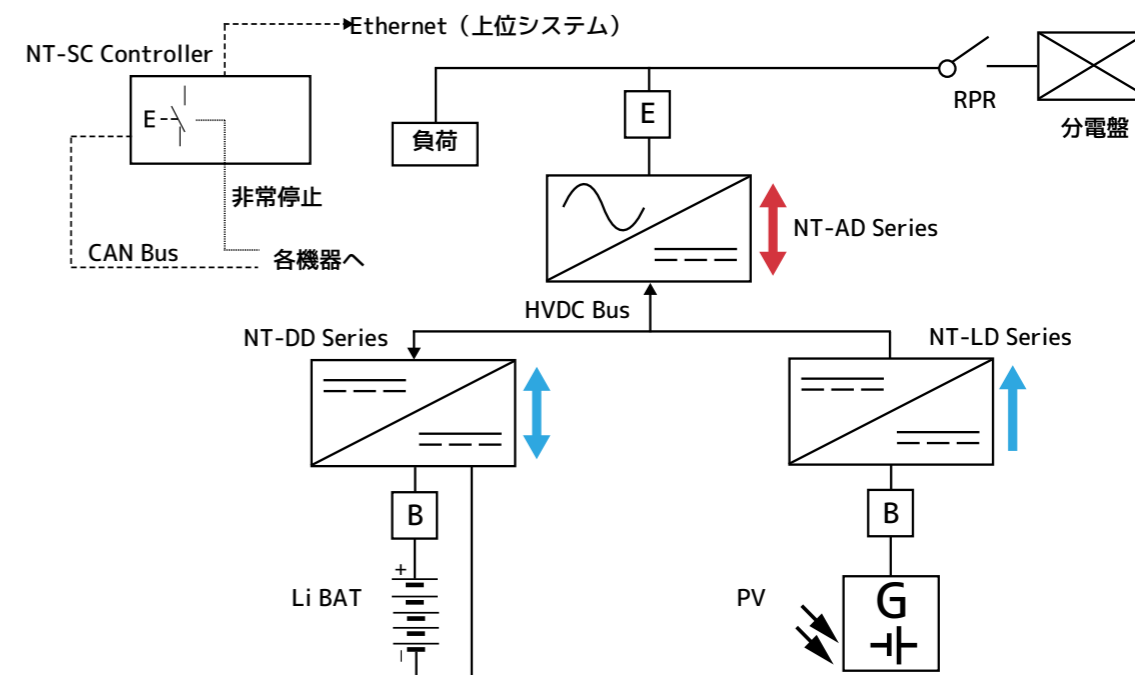 Ethernet（上位システム）
NT-SC Controller
E
非常停止
CAN Bus
各機器へ
負荷
E
RPR
分電盤
NT-AD Series
HVDC Bus
NT-DD Series
NT-LD Series
B
B
+
Li BAT
PV
G